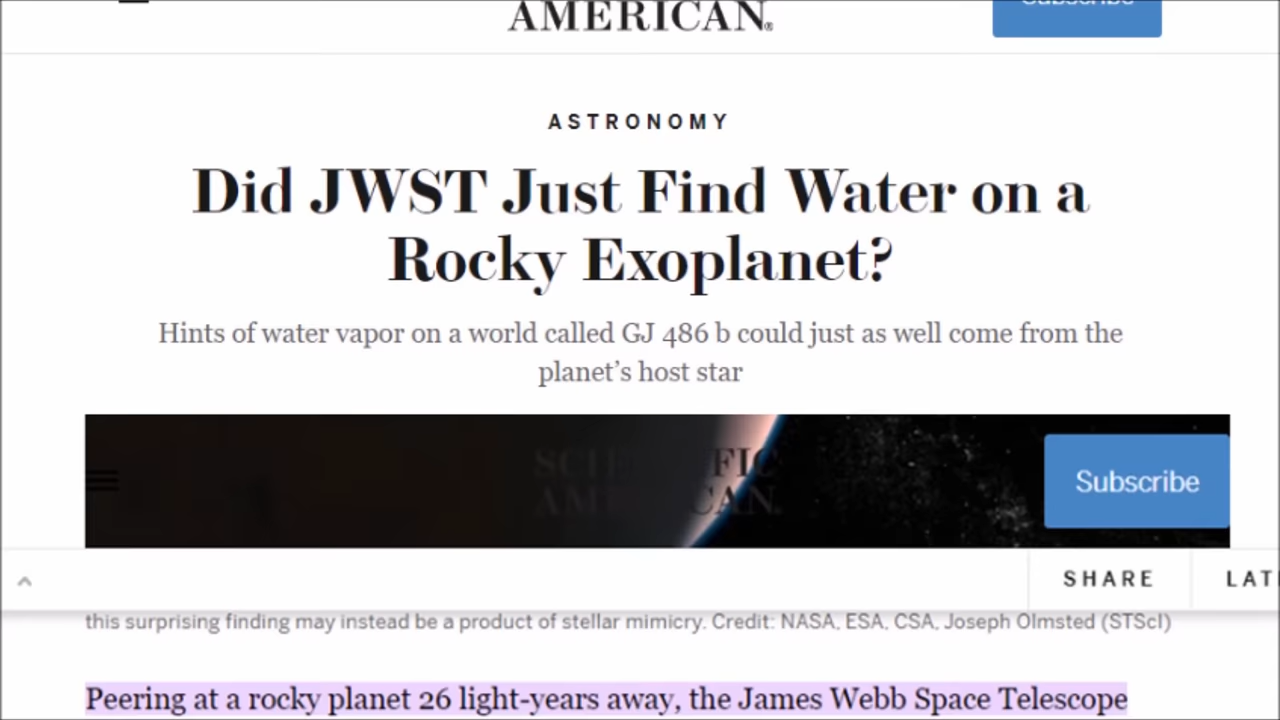 AMERICAN®
Subscribe
ASTRONOMY
Did JWST Just Find Water on a
Rocky Exoplanet?
Hints of water vapor on a world called GJ 486 b could just as well come from the
planet’s host star
SCIENTIFIC
AMERICAN®
Subscribe
SHARE
LAT
this surprising finding may instead be a product of stellar mimicry. Credit: NASA, ESA, CSA, Joseph Olmsted (STScI)
Peering at a rocky planet 26 light-years away, the James Webb Space Telescope